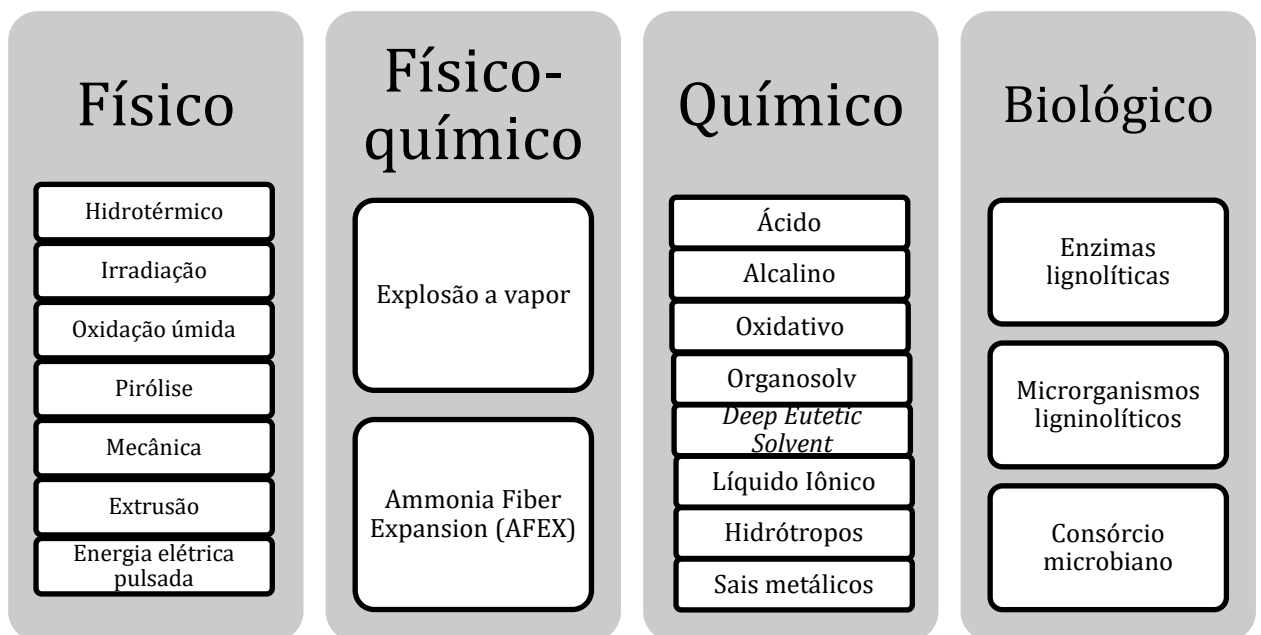 Físico
Hidrotérmico
Irradiação
Oxidação úmida
Pirólise
Mecânica
Extrusão
Energia elétrica
pulsada
Físico-
químico
Explosão a vapor
Ammonia Fiber
Expansion (AFEX)
Químico
Ácido
Alcalino
Oxidativo
Organosolv
Deep Eutetic
Solvent
Líquido Iônico
Hidrótropos
Sais metálicos
Biológico
Enzimas
lignolíticas
Microrganismos
ligninolíticos
Consórcio
microbiano